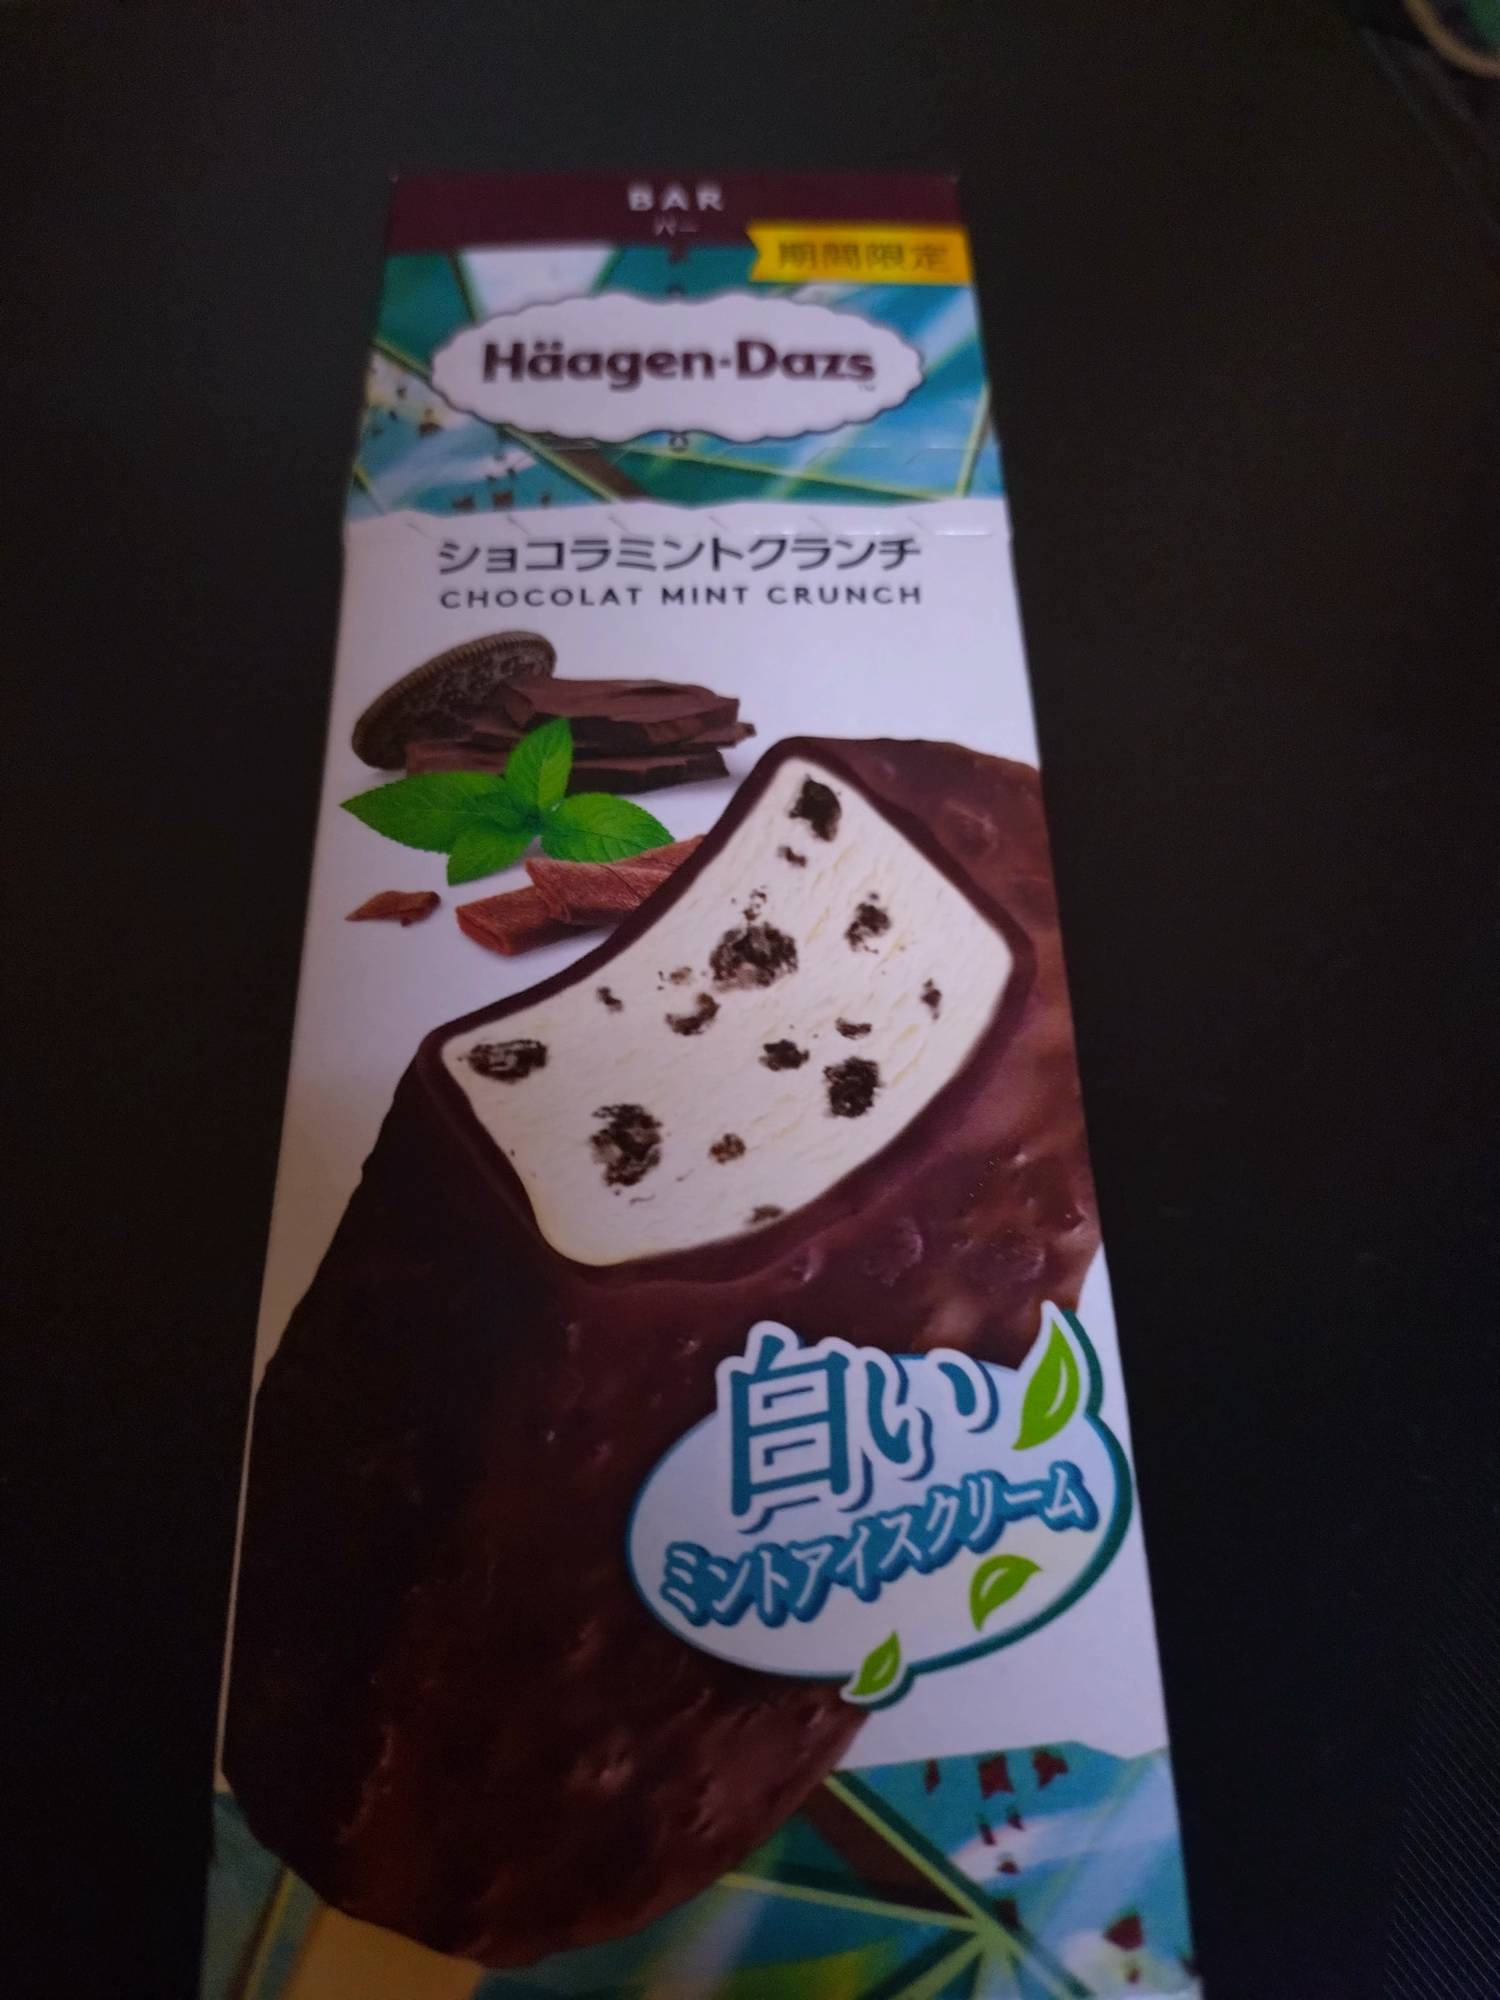 BAR
バー
期間限定
Häagen-Dazs
ショコラミントクランチ
CHOCOLAT MINT CRUNCH
白い
ミントアイスクリーム